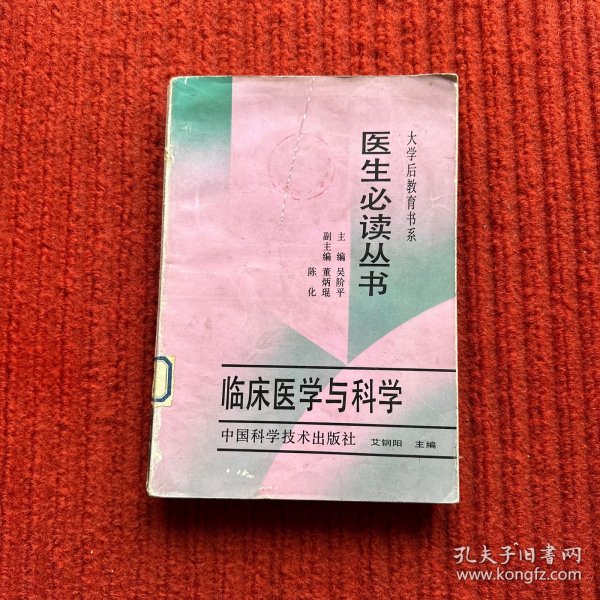 大学后教育书系
医生必读丛书
主编 吴阶平
副主编 董炳琨
陈化
临床医学与科学
中国科学技术出版社 艾钢阳 主编
孔夫子旧书网
www.kongfz.com